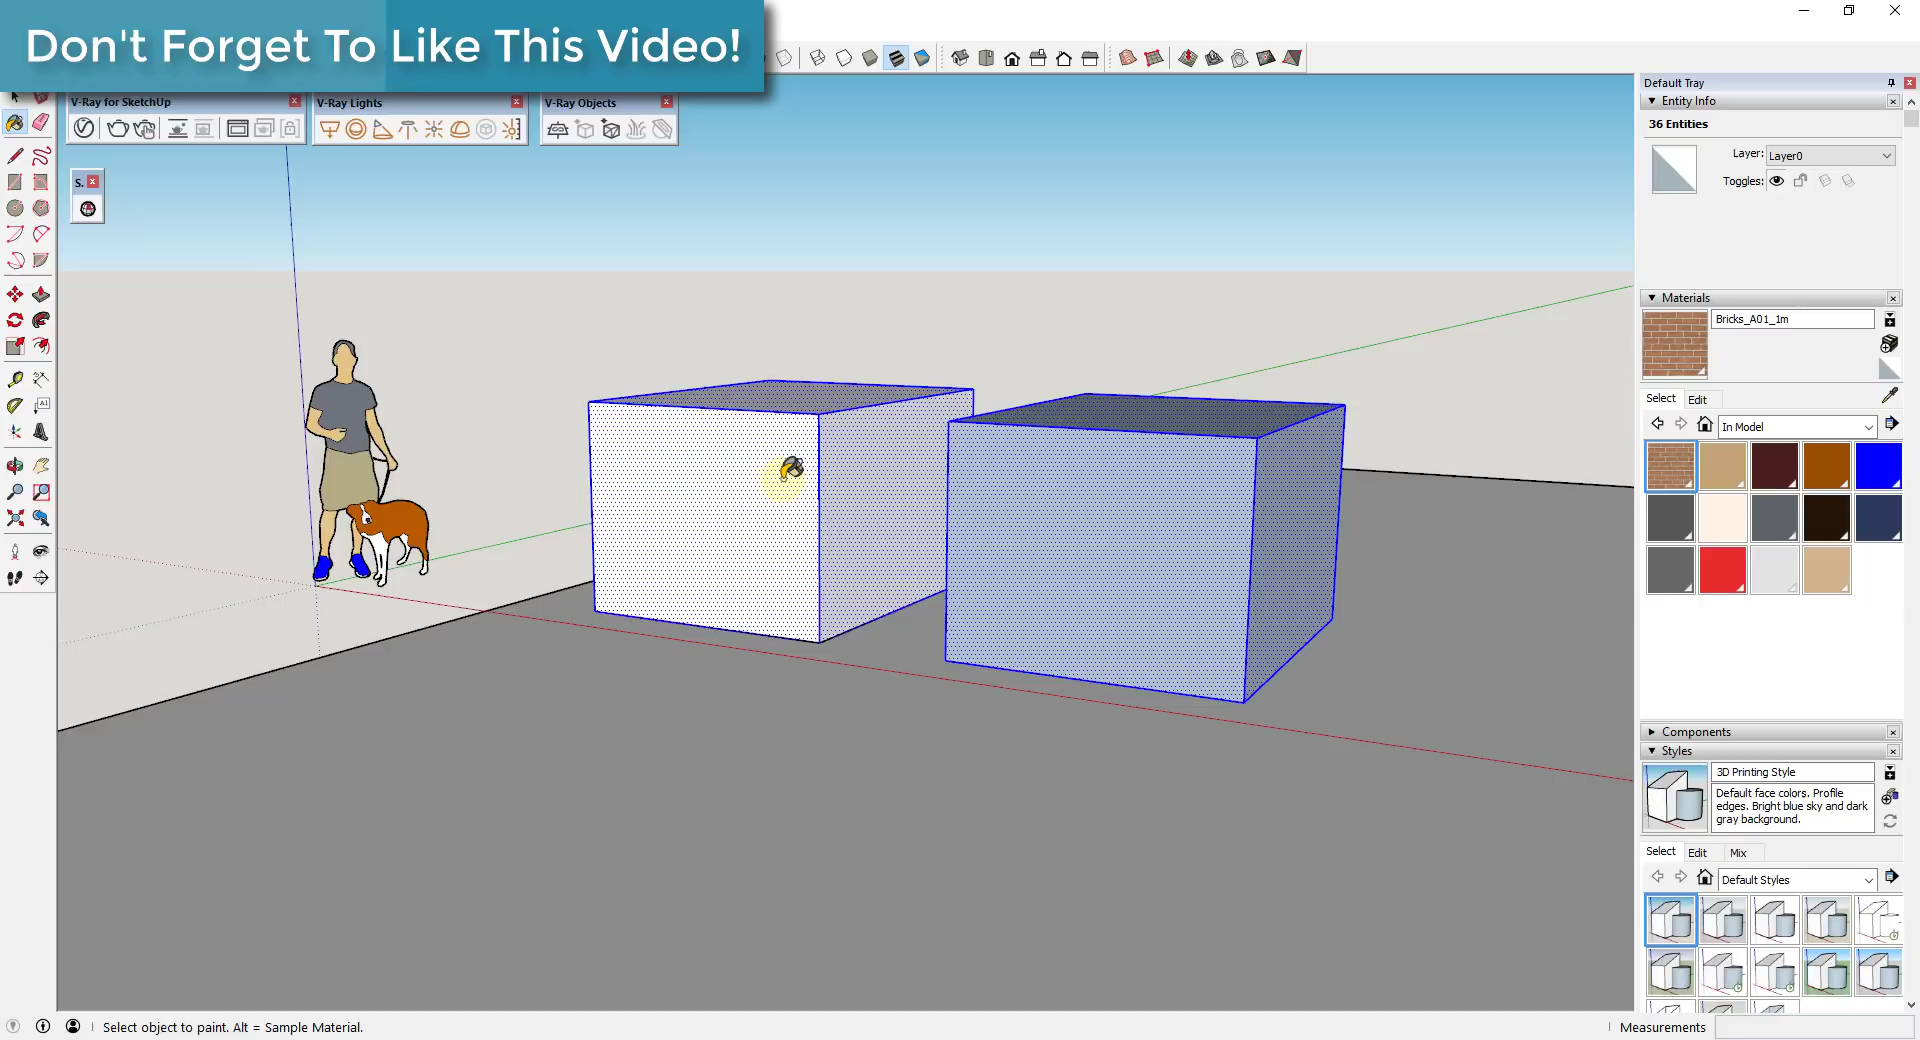 Don't Forget To Like This Video!
V-Ray for SketchUp
V-Ray Lights
V-Ray Objects
S.
Default Tray
Entity Info
36 Entities
Layer:
Layer0
Toggles:
Materials
Bricks_A01_1m
Select
Edit
In Model
Components
Styles
3D Printing Style
Default face colors. Profile
edges. Bright blue sky and dark
gray background.
Select
Edit
Mix
Default Styles
Select object to paint. Alt = Sample Material.
Measurements